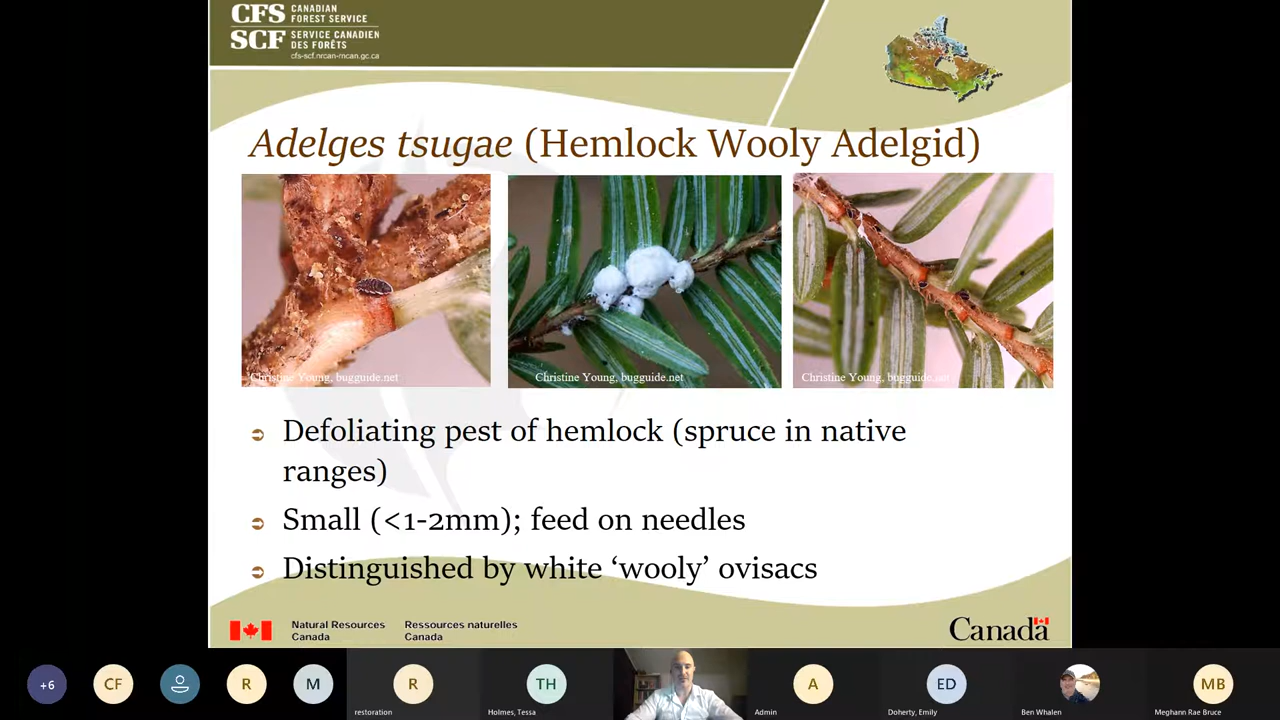 CFS CANADIAN FOREST SERVICE
SCF SERVICE CANADIEN DES FORÊTS
cfs-scf.nrcan-rncan.gc.ca
Adelges tsugae (Hemlock Wooly Adelgid)
Christine Young, bugguide.net
Christine Young, bugguide.net
Christine Young, bugguide.net
Defoliating pest of hemlock (spruce in native
ranges)
Small (<1-2mm); feed on needles
Distinguished by white ‘wooly’ ovisacs
Natural Resources Ressources naturelles
Canada Canada
Canada
+6
CF
R
M
R
TH
A
ED
MB
restoration
Holmes, Tessa
Admin
Doherty, Emily
Ben Whalen
Meghann Rae Bruce